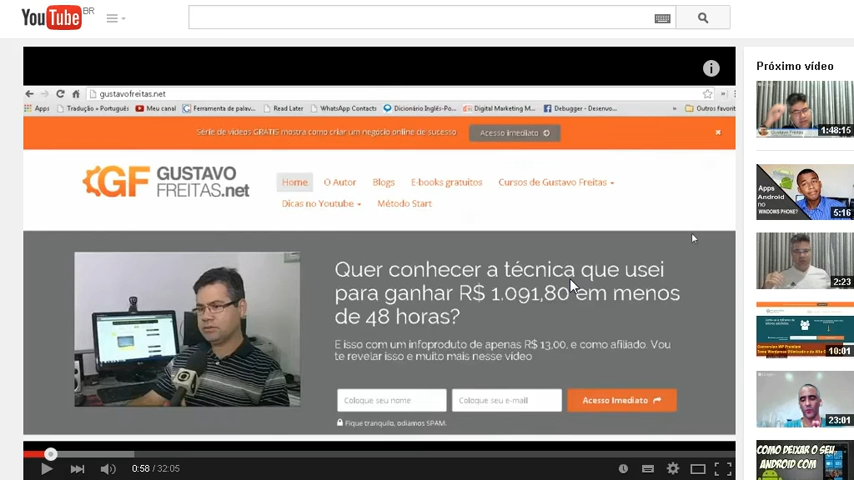 YouTube BR
Próximo vídeo
gustavofreitas.net
Apps Tradução » Português Meu canal Ferramenta de palav... Read Later WhatsApp Contacts Dicionário Inglês-Po... Digital Marketing M... Debugger - Desenvo... » Outros favorit
Série de vídeos GRATIS mostra como criar um negócio online de sucesso Acesso Imediato
GF GUSTAVO
FREITAS.net
Home O Autor Blogs E-books gratuitos Cursos de Gustavo Freitas
Dicas no Youtube Método Start
Quer conhecer a técnica que usei
para ganhar R$ 1.091,80 em menos
de 48 horas?
E isso com um infoproduto de apenas R$ 13,00, e como afiliado. Vou
te revelar isso e muito mais nesse vídeo
Coloque seu nome Coloque seu e-mail Acesso Imediato
Fique tranquilo, odiamos SPAM.
0:58 / 32:05
1:48:15
Apps
Android
no
WINDOWS PHONE?
5:16
2:23
10:01
23:01
COMO DEIXAR O SEU
ANDROID COM